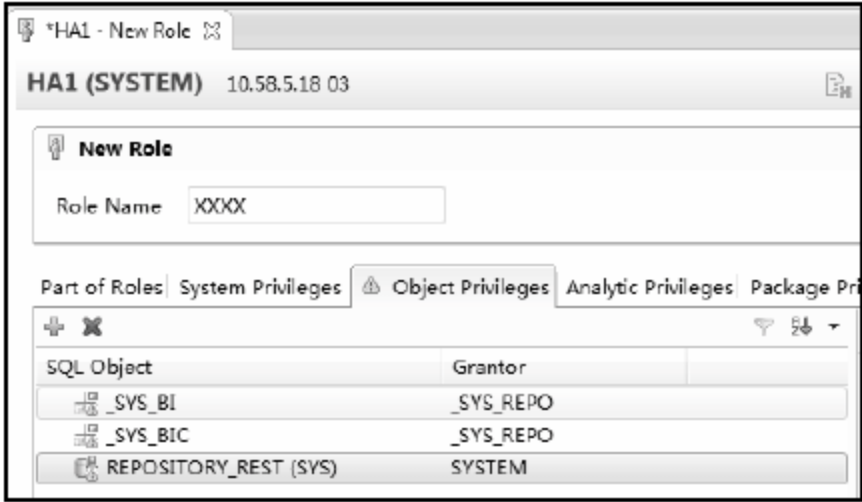 *HA1 - New Role
HA1 (SYSTEM) 10.58.5.18 03
New Role
Role Name XXXX
Part of Roles System Privileges Object Privileges Analytic Privileges Package Pri
SQL Object Grantor
_SYS_BI _SYS_REPO
_SYS_BIC _SYS_REPO
REPOSITORY_REST (SYS) SYSTEM